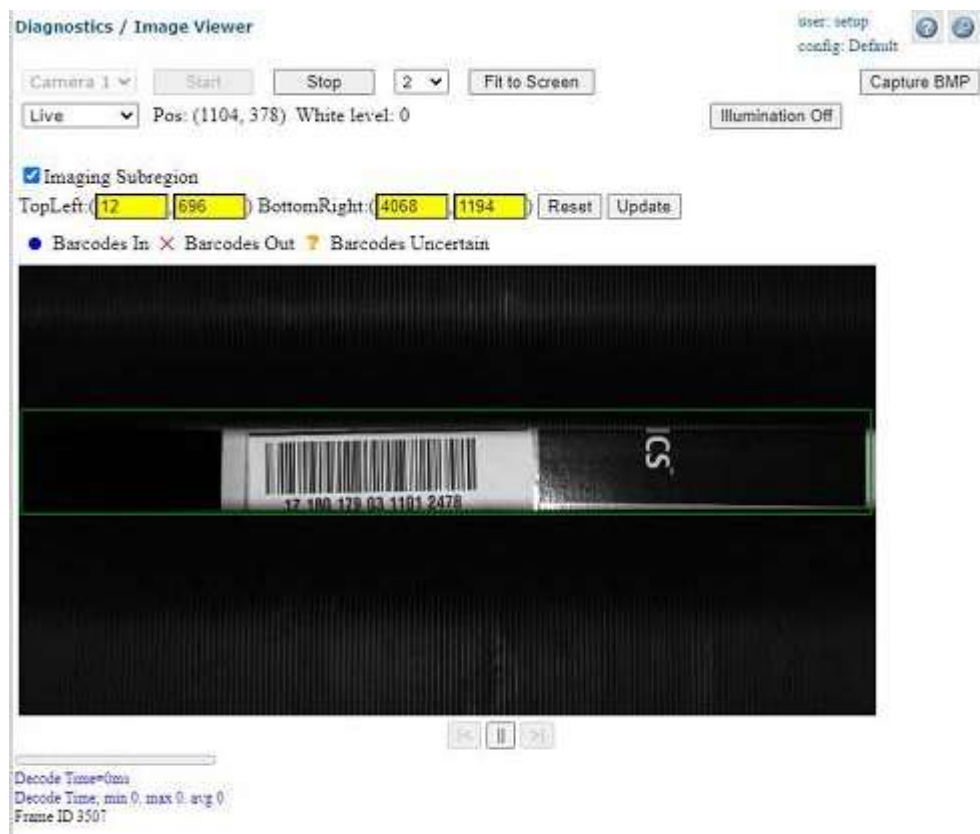 Diagnostics / Image Viewer
user: setup
config: Default
Camera 1 Start Stop 2 Fit to Screen Capture BMP
Live Pos: (1104, 378) White level: 0 Illumination Off
Imaging Subregion
TopLeft:( 12 , 696 ) BottomRight:( 4068 , 1194 ) Reset Update
Barcodes In Barcodes Out ? Barcodes Uncertain
ICS
17 180 179 03 1101 2478
|< || >|
Decode Time=0ms
Decode Time, min 0, max 0, avg 0
Frame ID 3507